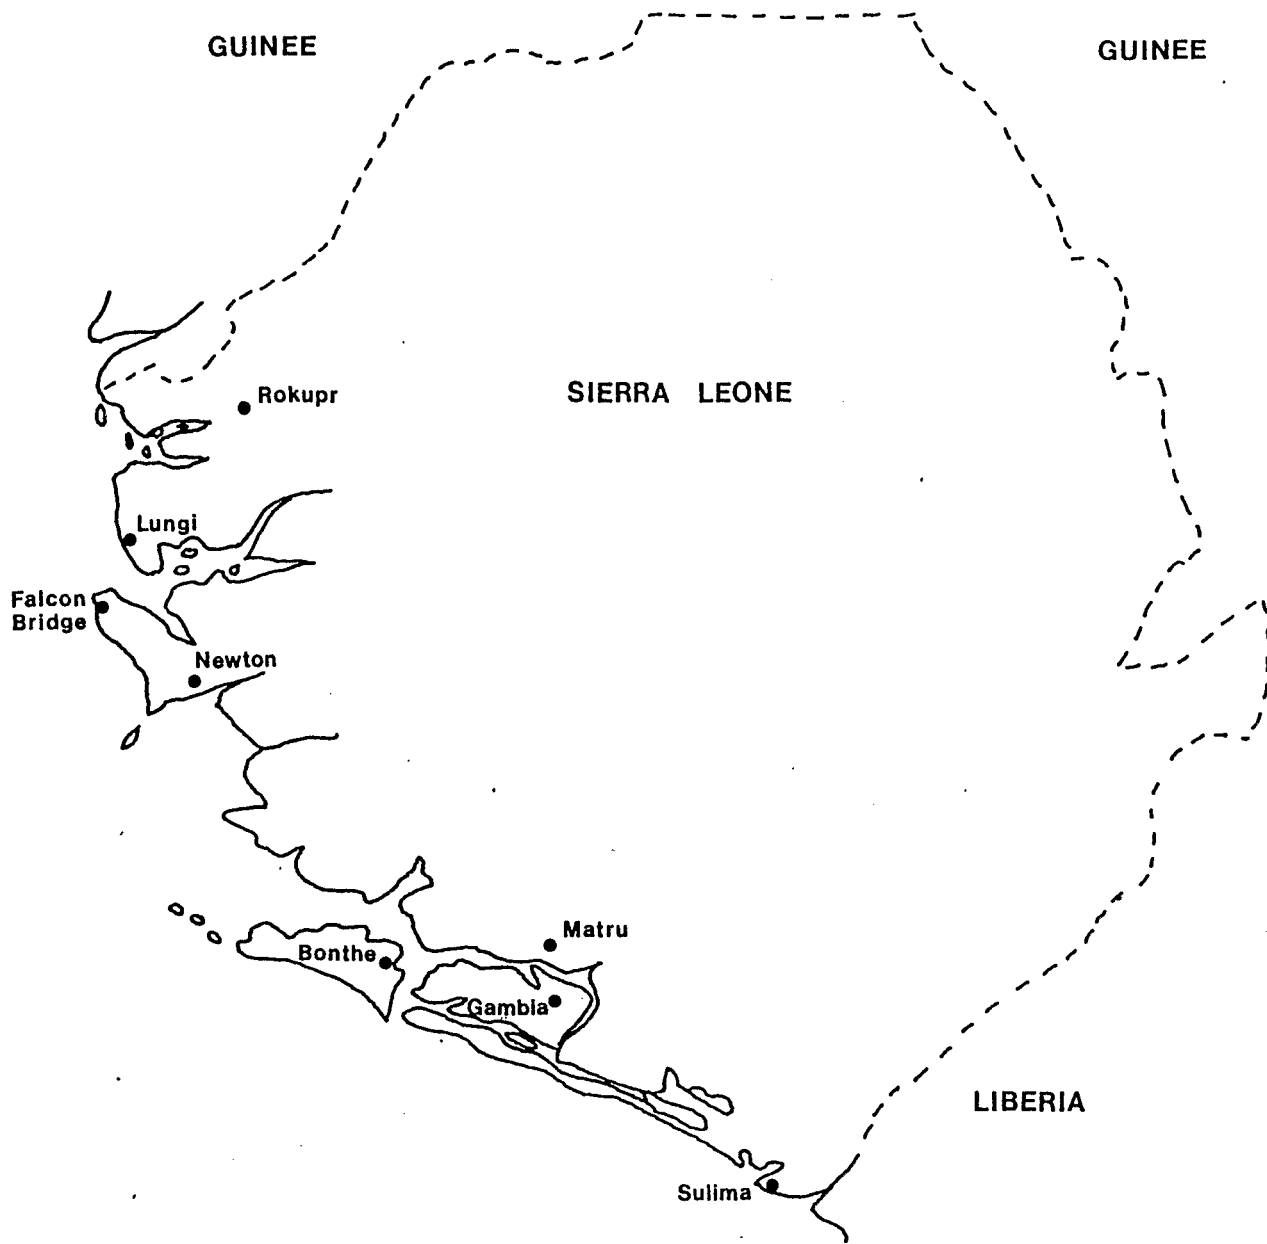 GUINEE
GUINEE
SIERRA LEONE
Rokupr
Lungi
Falcon
Bridge
Newton
Matru
Bonthe
Gambia
LIBERIA
Sulima